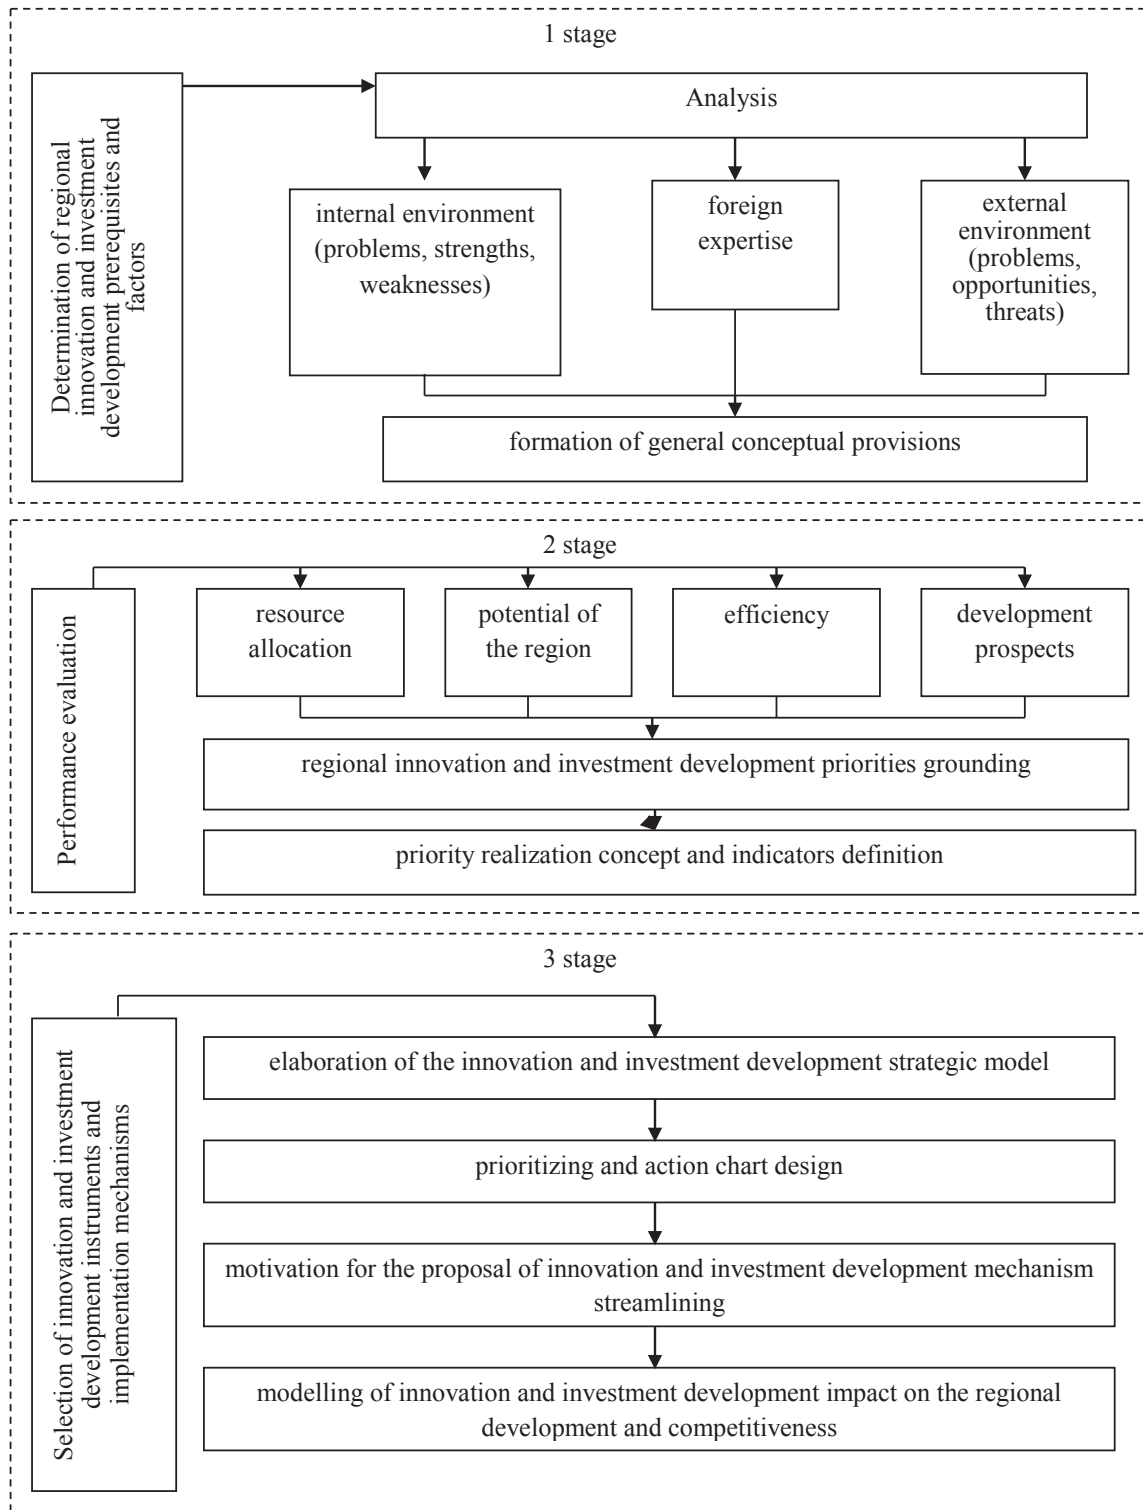 1 stage
Determination of regional
innovation and investment
development prerequisites and
factors
Analysis
internal environment
(problems, strengths,
weaknesses)
foreign
expertise
external
environment
(problems,
opportunities,
threats)
formation of general conceptual provisions
2 stage
Performance evaluation
resource
allocation
potential of
the region
efficiency
development
prospects
regional innovation and investment development priorities grounding
priority realization concept and indicators definition
3 stage
Selection of innovation and investment
development instruments and
implementation mechanisms
elaboration of the innovation and investment development strategic model
prioritizing and action chart design
motivation for the proposal of innovation and investment development mechanism
streamlining
modelling of innovation and investment development impact on the regional
development and competitiveness